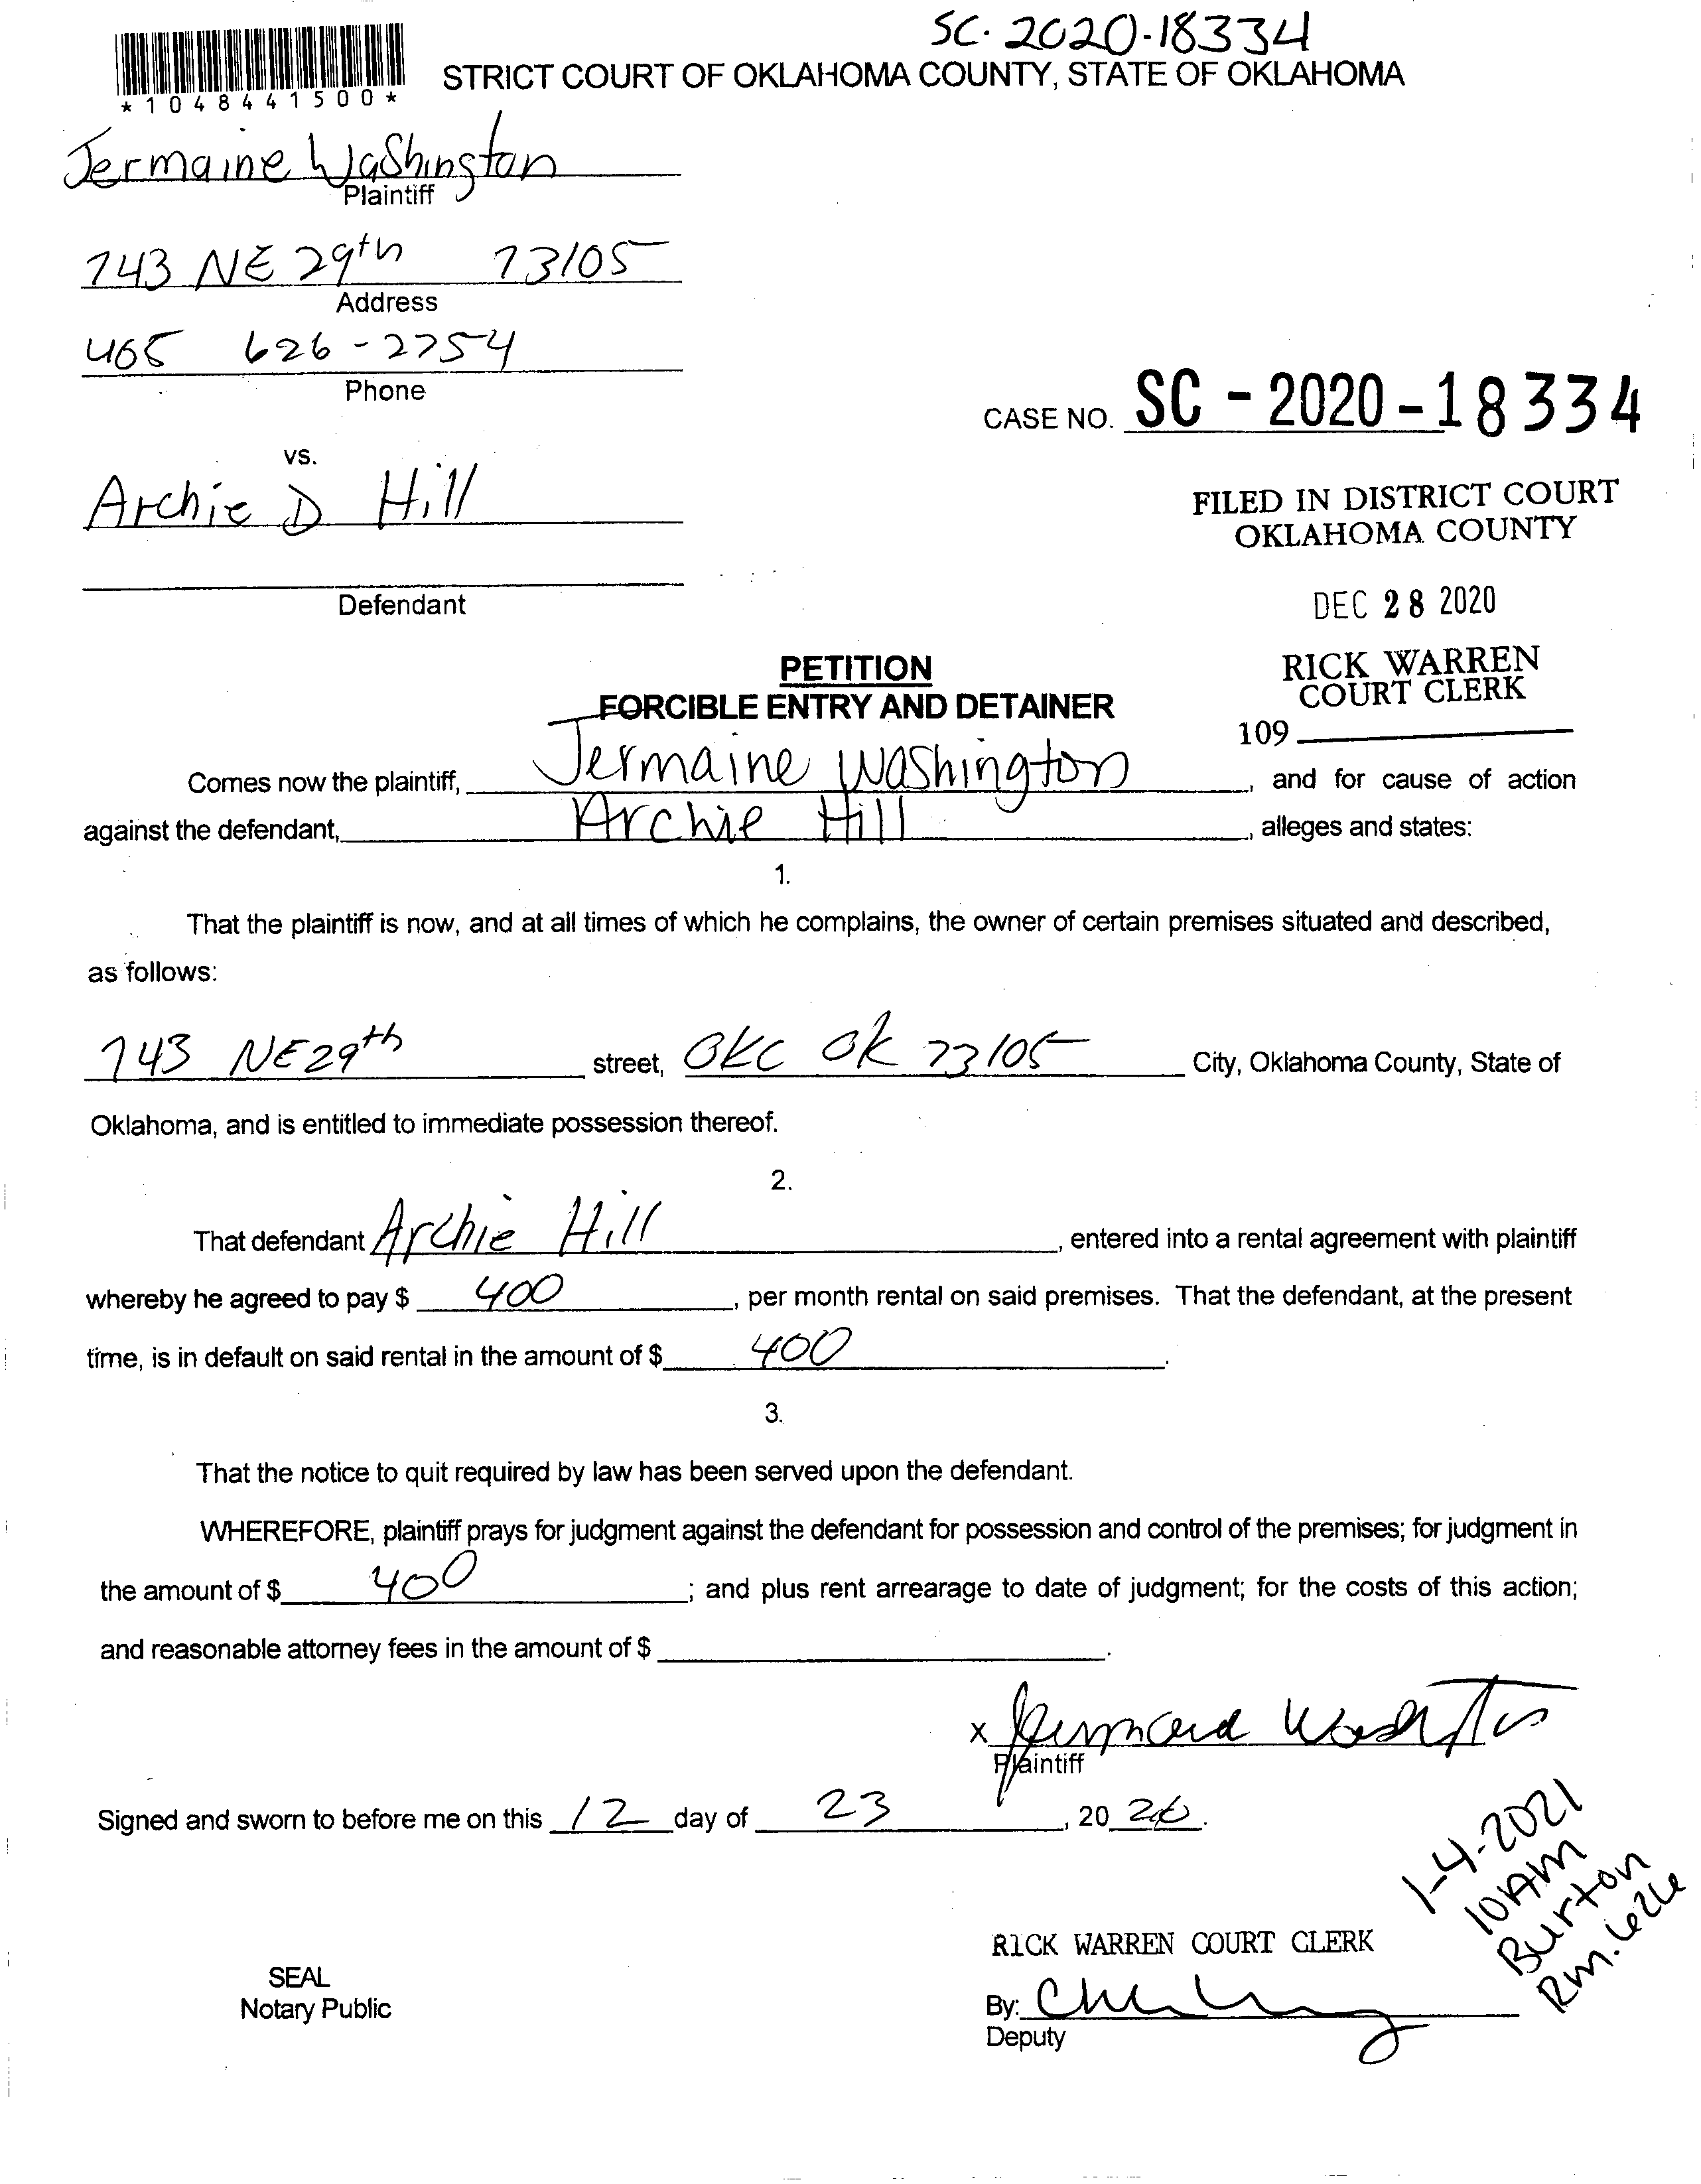 SC-2020-18334
*1048441500*
STRICT COURT OF OKLAHOMA COUNTY, STATE OF OKLAHOMA
Jermaine Washington
Plaintiff
743 NE 29th 73105
Address
405 626-2754
Phone
CASE NO. SC-2020-18334
vs.
Archie D Hill
FILED IN DISTRICT COURT
OKLAHOMA COUNTY
Defendant
DEC 28 2020
PETITION
RICK WARREN
COURT CLERK
FORCIBLE ENTRY AND DETAINER
109
Comes now the plaintiff, Jermaine Washington, and for cause of action
against the defendant, Archie Hill, alleges and states:
1.
That the plaintiff is now, and at all times of which he complains, the owner of certain premises situated and described,
as follows:
743 NE29th street, OKC OK 73105 City, Oklahoma County, State of
Oklahoma, and is entitled to immediate possession thereof.
2.
That defendant Archie Hill, entered into a rental agreement with plaintiff
whereby he agreed to pay $ 400, per month rental on said premises. That the defendant, at the present
time, is in default on said rental in the amount of $ 400.
3.
That the notice to quit required by law has been served upon the defendant.
WHEREFORE, plaintiff prays for judgment against the defendant for possession and control of the premises; for judgment in
the amount of $ 400; and plus rent arrearage to date of judgment; for the costs of this action;
and reasonable attorney fees in the amount of $ .
x
Plaintiff
Signed and sworn to before me on this 12 day of 23, 20 20.
1-4-2021
10AM
Burton
Rm. 626
RICK WARREN COURT CLERK
SEAL
Notary Public
By:
Deputy